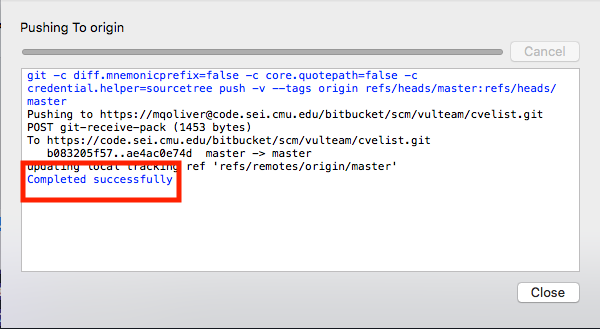 Pushing To origin
Cancel
git -c diff.mnemonicprefix=false -c core.quotepath=false -c
credential.helper=sourcetree push -v --tags origin refs/heads/master:refs/heads/
master
Pushing to https://mqoliver@code.sei.cmu.edu/bitbucket/scm/vulteam/cvelist.git
POST git-receive-pack (1453 bytes)
To https://code.sei.cmu.edu/bitbucket/scm/vulteam/cvelist.git
b083205f57..ae4ac0e74d  master -> master
updating local tracking ref 'refs/remotes/origin/master'
Completed successfully
Close